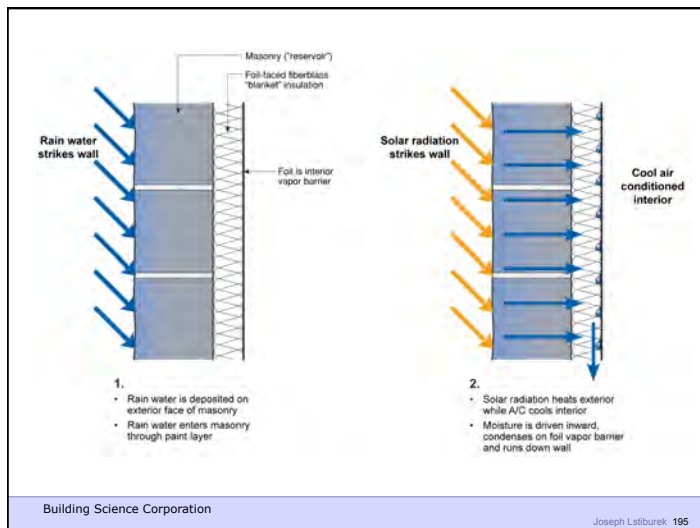 Masonry ("reservoir")
Foil-faced fiberglass
"blanket" insulation
Rain water
strikes wall
Foil is interior
vapor barrier
1.
• Rain water is deposited on
exterior face of masonry
• Rain water enters masonry
through paint layer
Solar radiation
strikes wall
Cool air
conditioned
interior
2.
• Solar radiation heats exterior
while A/C cools interior
• Moisture is driven inward,
condenses on foil vapor barrier
and runs down wall
Building Science Corporation
Joseph Lstiburek 195